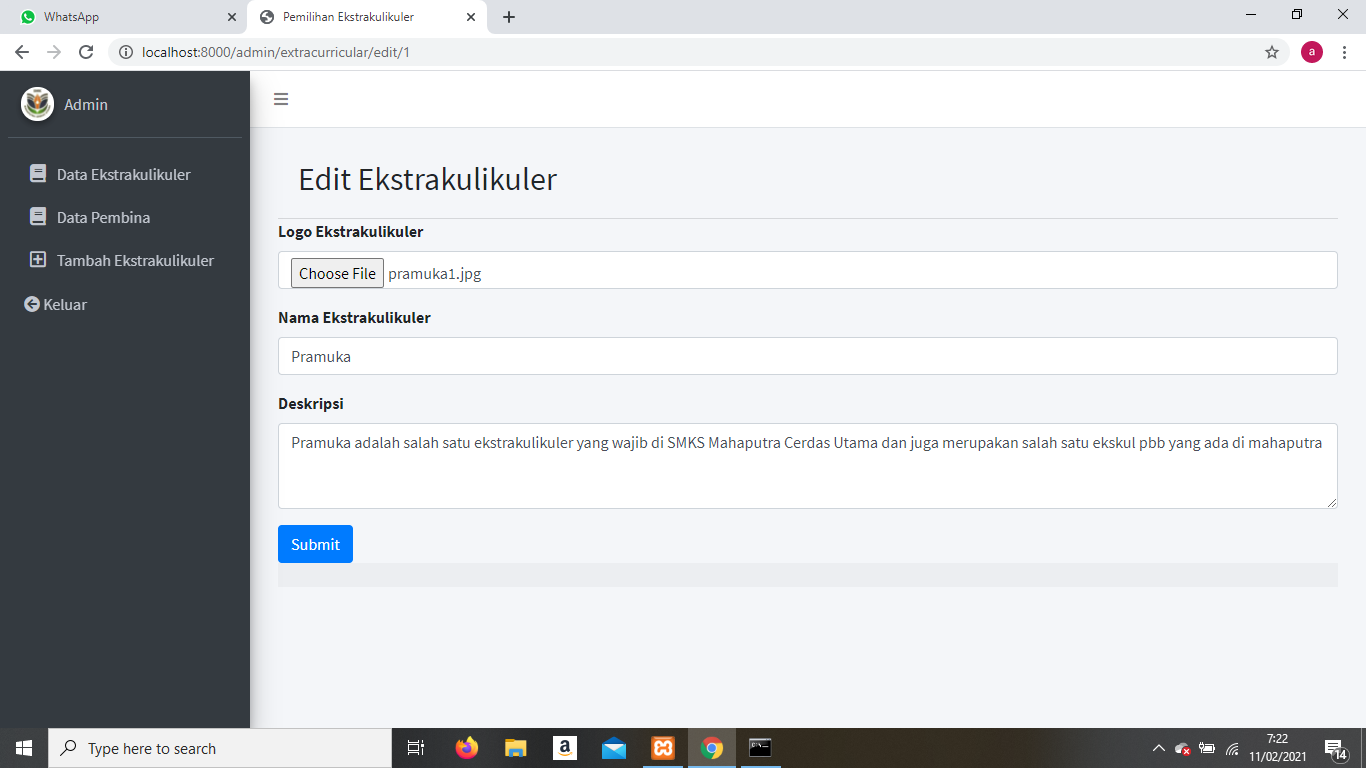 WhatsApp
Pemilihan Ekstrakulikuler
localhost:8000/admin/extracurricular/edit/1
a
Admin
Data Ekstrakulikuler
Data Pembina
Tambah Ekstrakulikuler
Keluar
Edit Ekstrakulikuler
Logo Ekstrakulikuler
Choose File pramuka1.jpg
Nama Ekstrakulikuler
Pramuka
Deskripsi
Pramuka adalah salah satu ekstrakulikuler yang wajib di SMKS Mahaputra Cerdas Utama dan juga merupakan salah satu ekskul pbb yang ada di mahaputra
Submit
Type here to search
a
7:22
11/02/2021
14